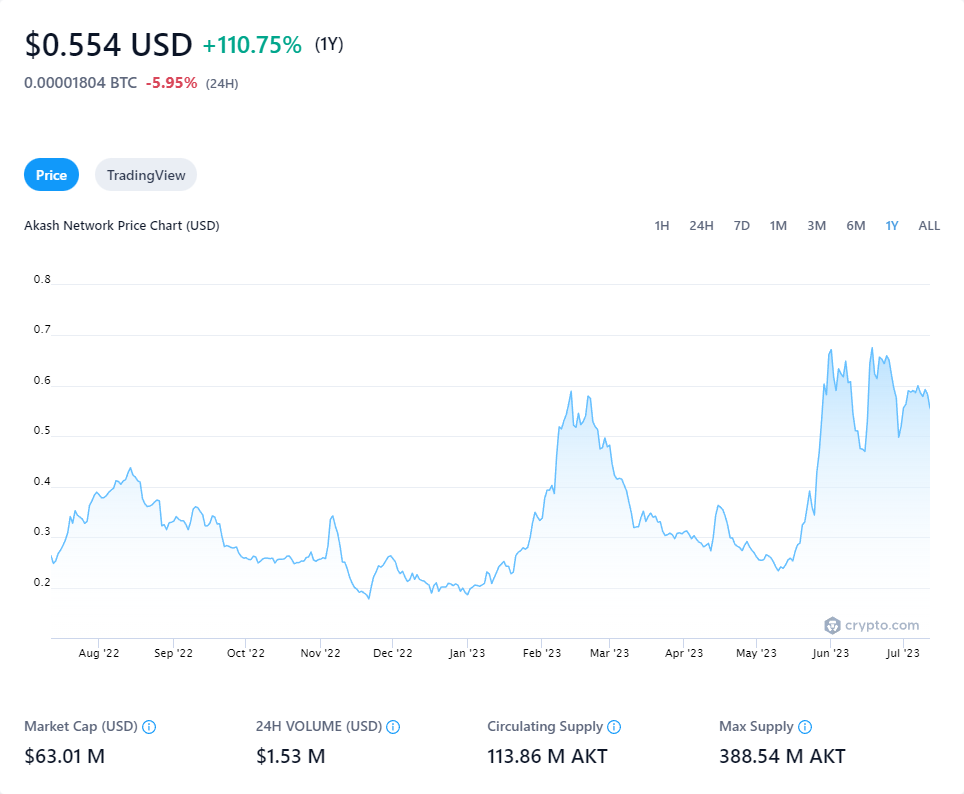 $0.554 USD +110.75% (1Y)
0.00001804 BTC -5.95% (24H)
Price TradingView
Akash Network Price Chart (USD) 1H 24H 7D 1M 3M 6M 1Y ALL
0.8
0.7
0.6
0.5
0.4
0.3
0.2
crypto.com
Aug '22 Sep '22 Oct '22 Nov '22 Dec '22 Jan '23 Feb '23 Mar '23 Apr '23 May '23 Jun '23 Jul '23
Market Cap (USD) 24H VOLUME (USD) Circulating Supply Max Supply
$63.01 M $1.53 M 113.86 M AKT 388.54 M AKT